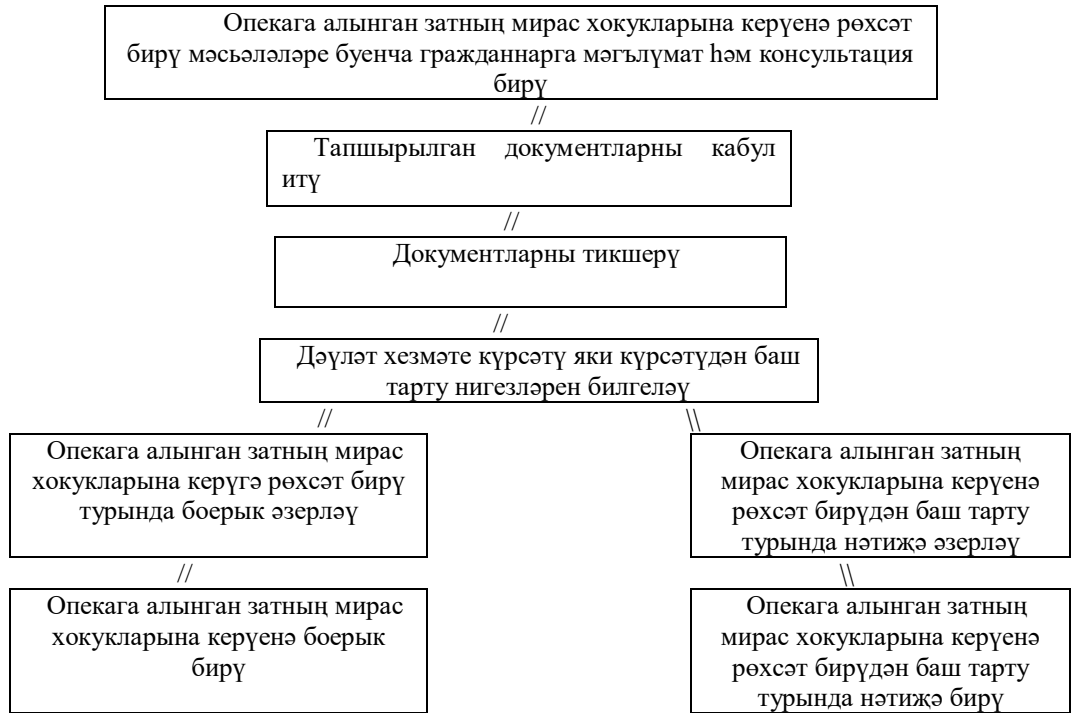 Опекага алынган затның мирас хокукларына керүенә рөхсәт
бирү мәсьәләләре буенча гражданнарга мәгълүмат һәм консультация
бирү
//
Тапшырылган документларны кабул
итү
//
Документларны тикшерү
//
Дәүләт хезмәте күрсәтү яки күрсәтүдән баш
тарту нигезләрен билгеләү
//
\\
Опекага алынган затның мирас
хокукларына керүгә рөхсәт бирү
турында боерык әзерләү
//
Опекага алынган затның мирас
хокукларына керүенә боерык
бирү
Опекага алынган затның
мирас хокукларына керүенә
рөхсәт бирүдән баш тарту
турында нәтиҗә әзерләү
\\
Опекага алынган затның
мирас хокукларына керүенә
рөхсәт бирүдән баш тарту
турында нәтиҗә бирү